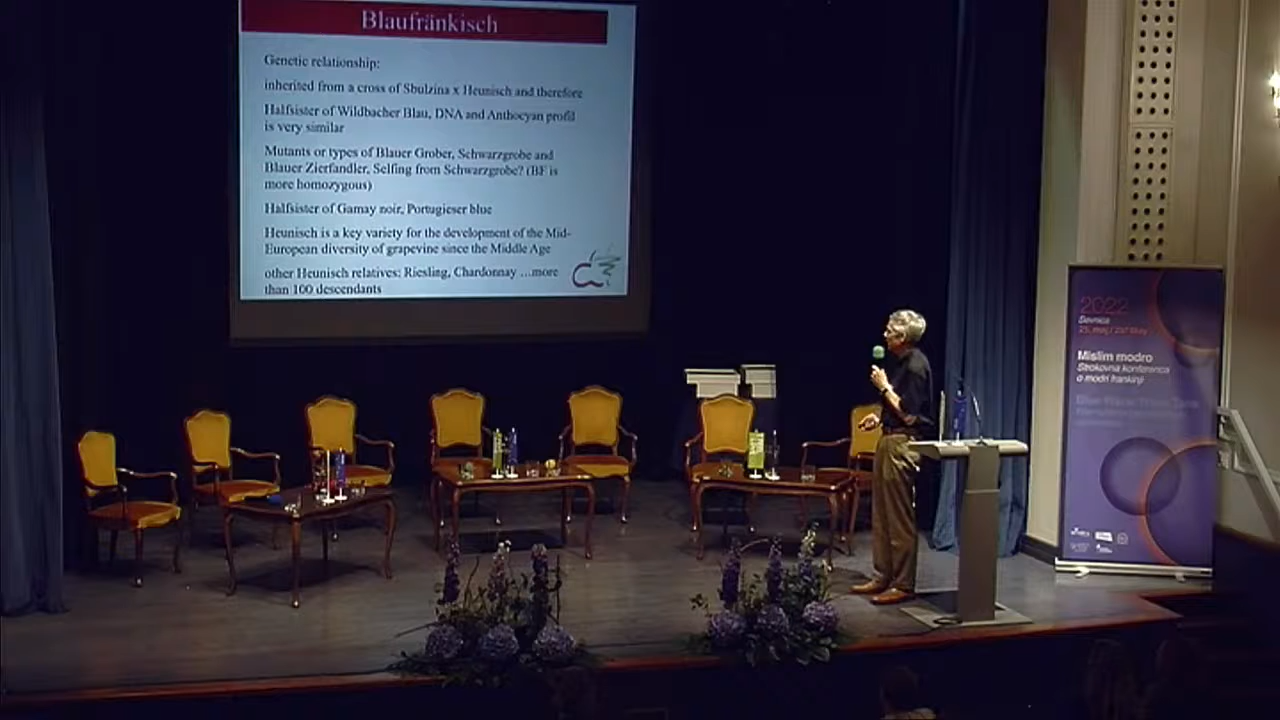 Blaufränkisch
Genetic relationship:
inherited from a cross of Sbulzina x Heunisch and therefore
Halfsister of Wildbacher Blau, DNA and Anthocyan profil
is very similar
Mutants or types of Blauer Grober, Schwarzgrobe and
Blauer Zierfandler, Selfing from Schwarzgrobe? (BF is
more homozygous)
Halfsister of Gamay noir, Portugieser blue
Heunisch is a key variety for the development of the Mid-
European diversity of grapevine since the Middle Age
other Heunisch relatives: Riesling, Chardonnay ...more
than 100 descendants
2022
Sevnica
Mislim modro
Strokovna konferenca
o modri frankinji